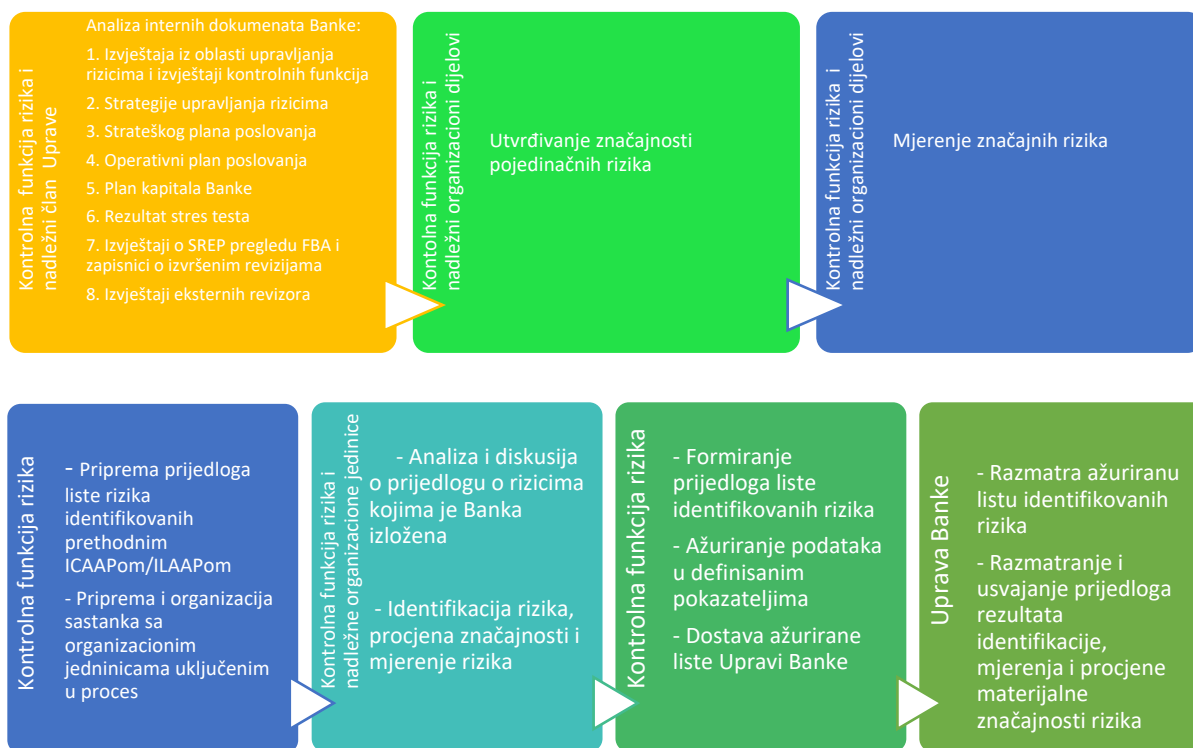 Kontrolna funkcija rizika i
nadležni član Uprave
Analiza internih dokumenata Banke:
1. Izvještaja iz oblasti upravljanja
rizicima i izvještaji kontrolnih funkcija
2. Strategije upravljanja rizicima
3. Strateškog plana poslovanja
4. Operativni plan poslovanja
5. Plan kapitala Banke
6. Rezultat stres testa
7. Izvještaji o SREP pregledu FBA i
zapisnici o izvršenim revizijama
8. Izvještaji eksternih revizora
Kontolna funkcija rizika i
nadležni organizacioni dijelovi
Utvrđivanje značajnosti
pojedinačnih rizika
Kontrolna funkcija rizika i
nadležni organizacioni dijelovi
Mjerenje značajnih rizika
Kontrolna funkcija rizika
- Priprema prijedloga
liste rizika
identifikovanih
prethodnim
ICAAPom/ILAAPom
- Priprema i organizacija
sastanka sa
organizacionim
jedninicama uključenim
u proces
Kontrolna funkcija rizika i
nadležne organizacione jedinice
- Analiza i diskusija
o prijedlogu o rizicima
kojima je Banka
izložena
- Identifikacija rizika,
procjena značajnosti i
mjerenje rizika
Kontrolna funkcija rizika
- Formiranje
prijedloga liste
identifikovanih rizika
- Ažuriranje podataka
u definisanim
pokazateljima
- Dostava ažurirane
liste Upravi Banke
Uprava Banke
- Razmatra ažuriranu
listu identifikovanih
rizika
- Razmatranje i
usvajanje prijedloga
rezultata
identifikacije,
mjerenja i procjene
materijalne
značajnosti rizika